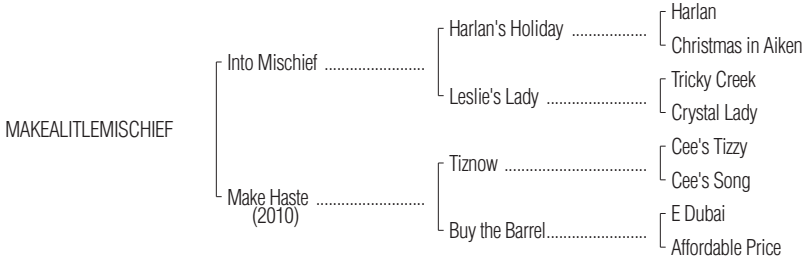 Harlan
Harlan's Holiday ....................
Christmas in Aiken
Into Mischief ..........................
Tricky Creek
Leslie's Lady ...........................
Crystal Lady
MAKEALITLEMISCHIEF
Cee's Tizzy
Tiznow ......................................
Cee's Song
Make Haste ............................
(2010)
E Dubai
Buy the Barrel..........................
Affordable Price